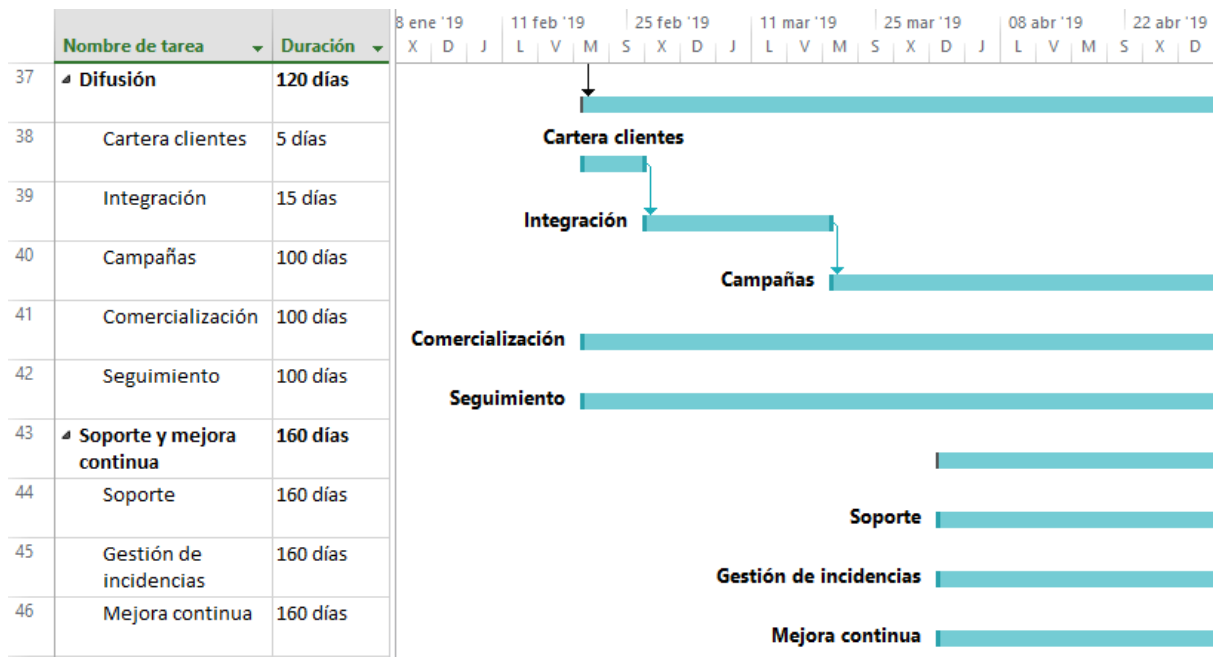 8 ene '19 11 feb '19 25 feb '19 11 mar '19 25 mar '19 08 abr '19 22 abr '19
Nombre de tarea Duración X D J L V M S X D J L V M S X D J L V M S X D
37 Difusión 120 días
38 Cartera clientes 5 días Cartera clientes
39 Integración 15 días Integración
40 Campañas 100 días Campañas
41 Comercialización 100 días Comercialización
42 Seguimiento 100 días Seguimiento
43 Soporte y mejora 160 días
continua
44 Soporte 160 días Soporte
45 Gestión de 160 días Gestión de incidencias
incidencias
46 Mejora continua 160 días Mejora continua